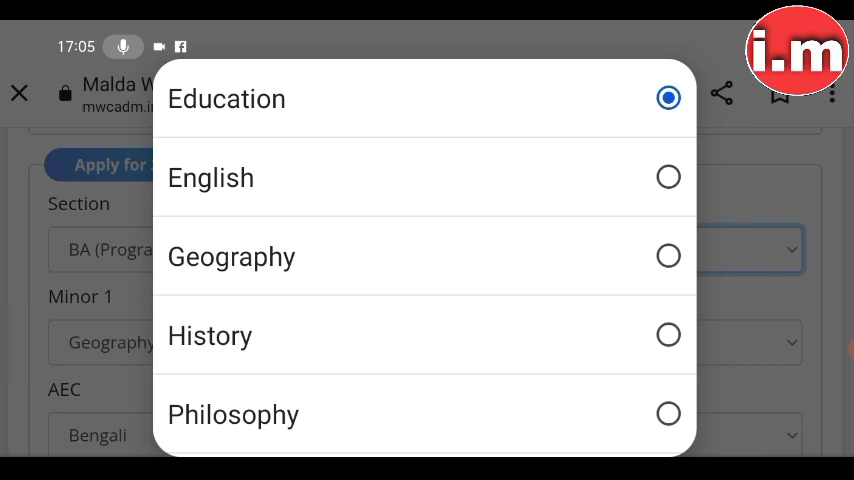 17:05
i.m
Malda W
mwcadm.i
Education
English
Geography
History
Philosophy
Apply for
Section
BA (Progra
Minor 1
Geography
AEC
Bengali